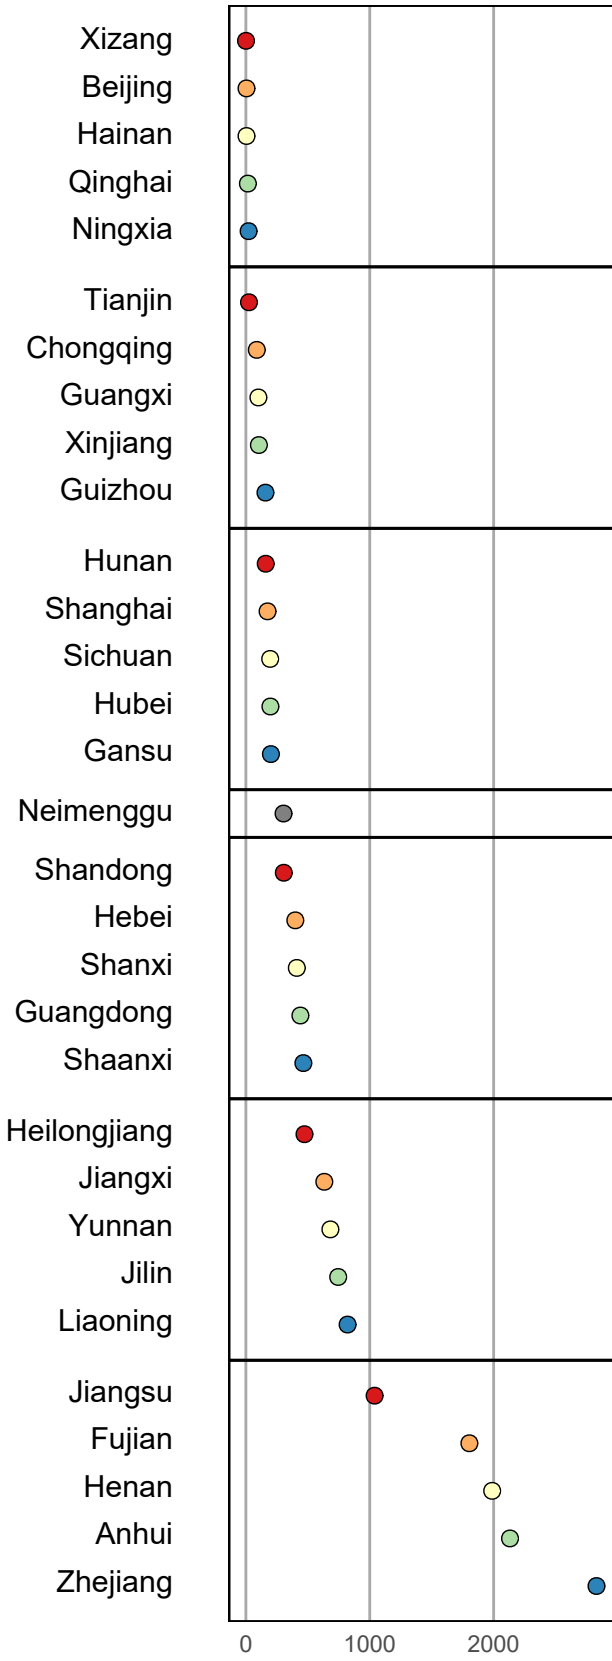 Xizang
Beijing
Hainan
Qinghai
Ningxia
Tianjin
Chongqing
Guangxi
Xinjiang
Guizhou
Hunan
Shanghai
Sichuan
Hubei
Gansu
Neimenggu
Shandong
Hebei
Shanxi
Guangdong
Shaanxi
Heilongjiang
Jiangxi
Yunnan
Jilin
Liaoning
Jiangsu
Fujian
Henan
Anhui
Zhejiang
0 1000 2000